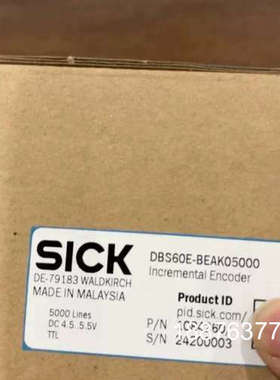 SICK
DE-79183 WALDKIRCH
MADE IN MALAYSIA
DBS60E-BEAK05000
Incremental Encoder
5000 Lines
DC 4.5...5.5V
TTL
Product ID
pid.sick.com/
P/N
S/N 24200003